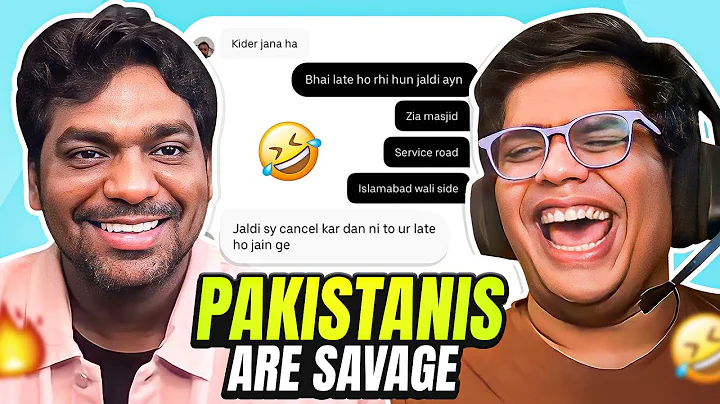 Kider jana ha
Bhai late ho rhi hun jaldi ayn
Zia masjid
Service road
Islamabad wali side
Jaldi sy cancel kar dan ni to ur late
ho jain ge
PAKISTANIS
ARE SAVAGE